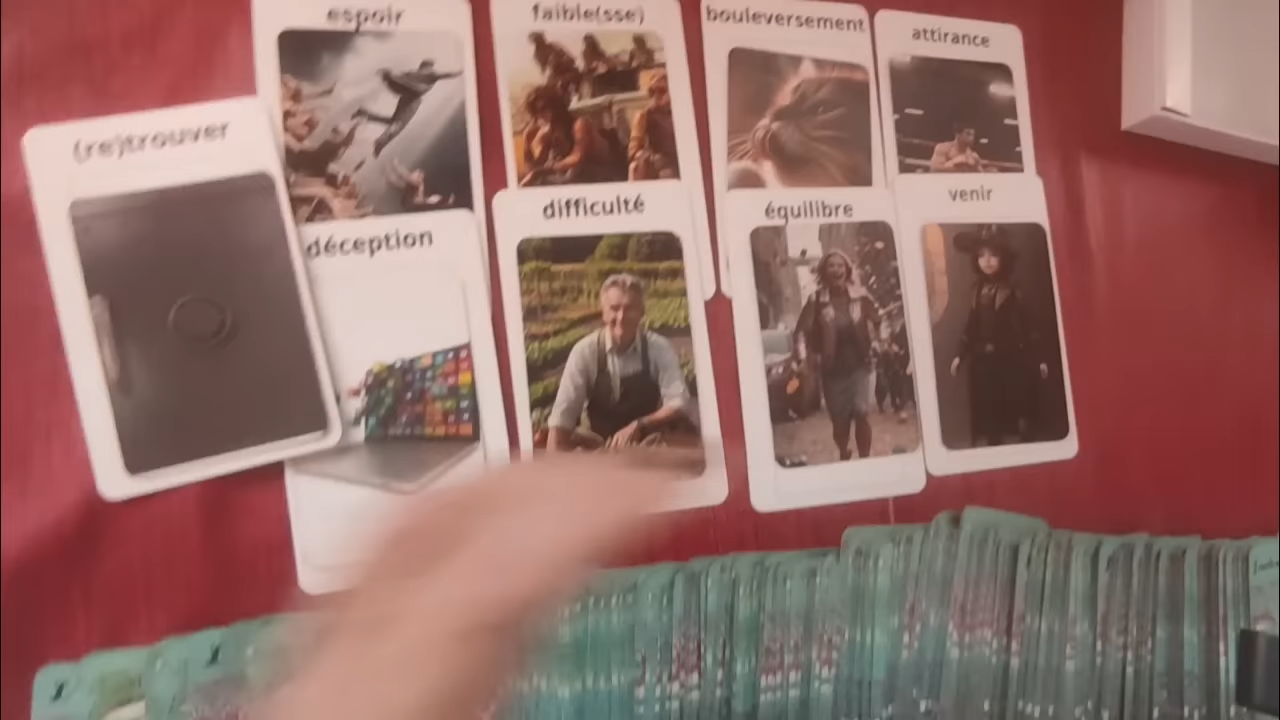 espoir
faible(sse)
bouleversement
attirance
(re)trouver
déception
difficulté
équilibre
venir